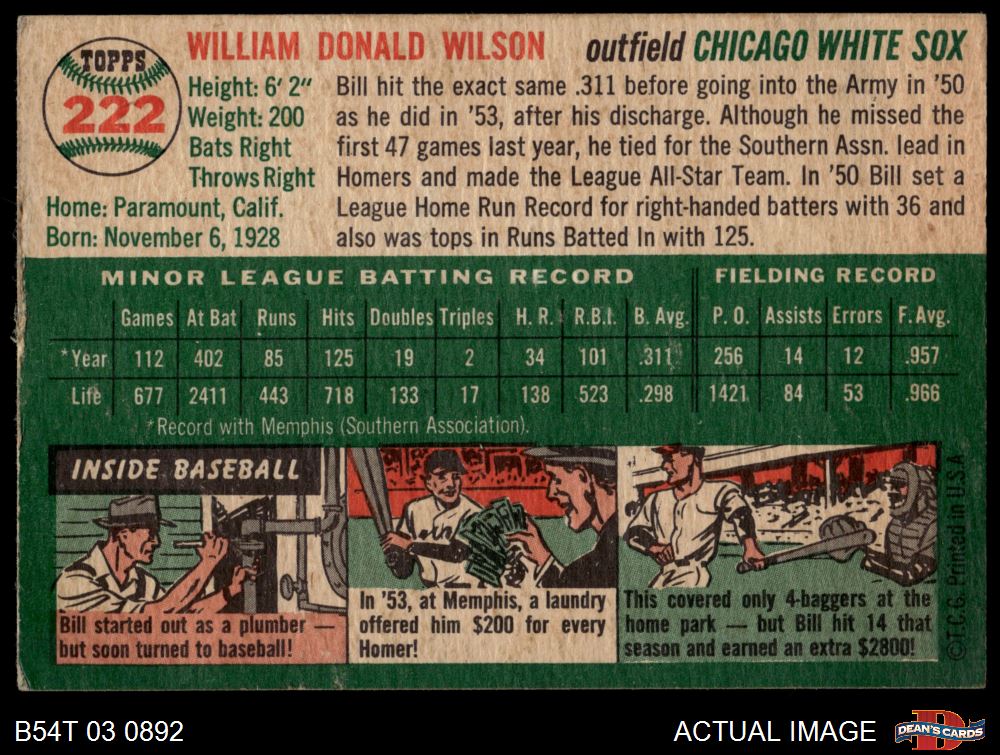 TOPPS
222
WILLIAM DONALD WILSON outfield CHICAGO WHITE SOX
Height: 6' 2"
Weight: 200
Bats Right
Throws Right
Home: Paramount, Calif.
Born: November 6, 1928
Bill hit the exact same .311 before going into the Army in '50
as he did in '53, after his discharge. Although he missed the
first 47 games last year, he tied for the Southern Assn. lead in
Homers and made the League All-Star Team. In '50 Bill set a
League Home Run Record for right-handed batters with 36 and
also was tops in Runs Batted In with 125.
MINOR LEAGUE BATTING RECORD FIELDING RECORD
Games At Bat Runs Hits Doubles Triples H. R. R.B.I. B. Avg. P. O. Assists Errors F. Avg.
*Year 112 402 85 125 19 2 34 101 .311 256 14 12 .957
Life 677 2411 443 718 133 17 138 523 .298 1421 84 53 .966
*Record with Memphis (Southern Association).
INSIDE BASEBALL
Bill started out as a plumber —
but soon turned to baseball!
In '53, at Memphis, a laundry
offered him $200 for every
Homer!
This covered only 4-baggers at the
home park — but Bill hit 14 that
season and earned an extra $2800!
©T.C.G. Printed in U.S.A
B54T 03 0892
ACTUAL IMAGE
DEAN'S CARDS